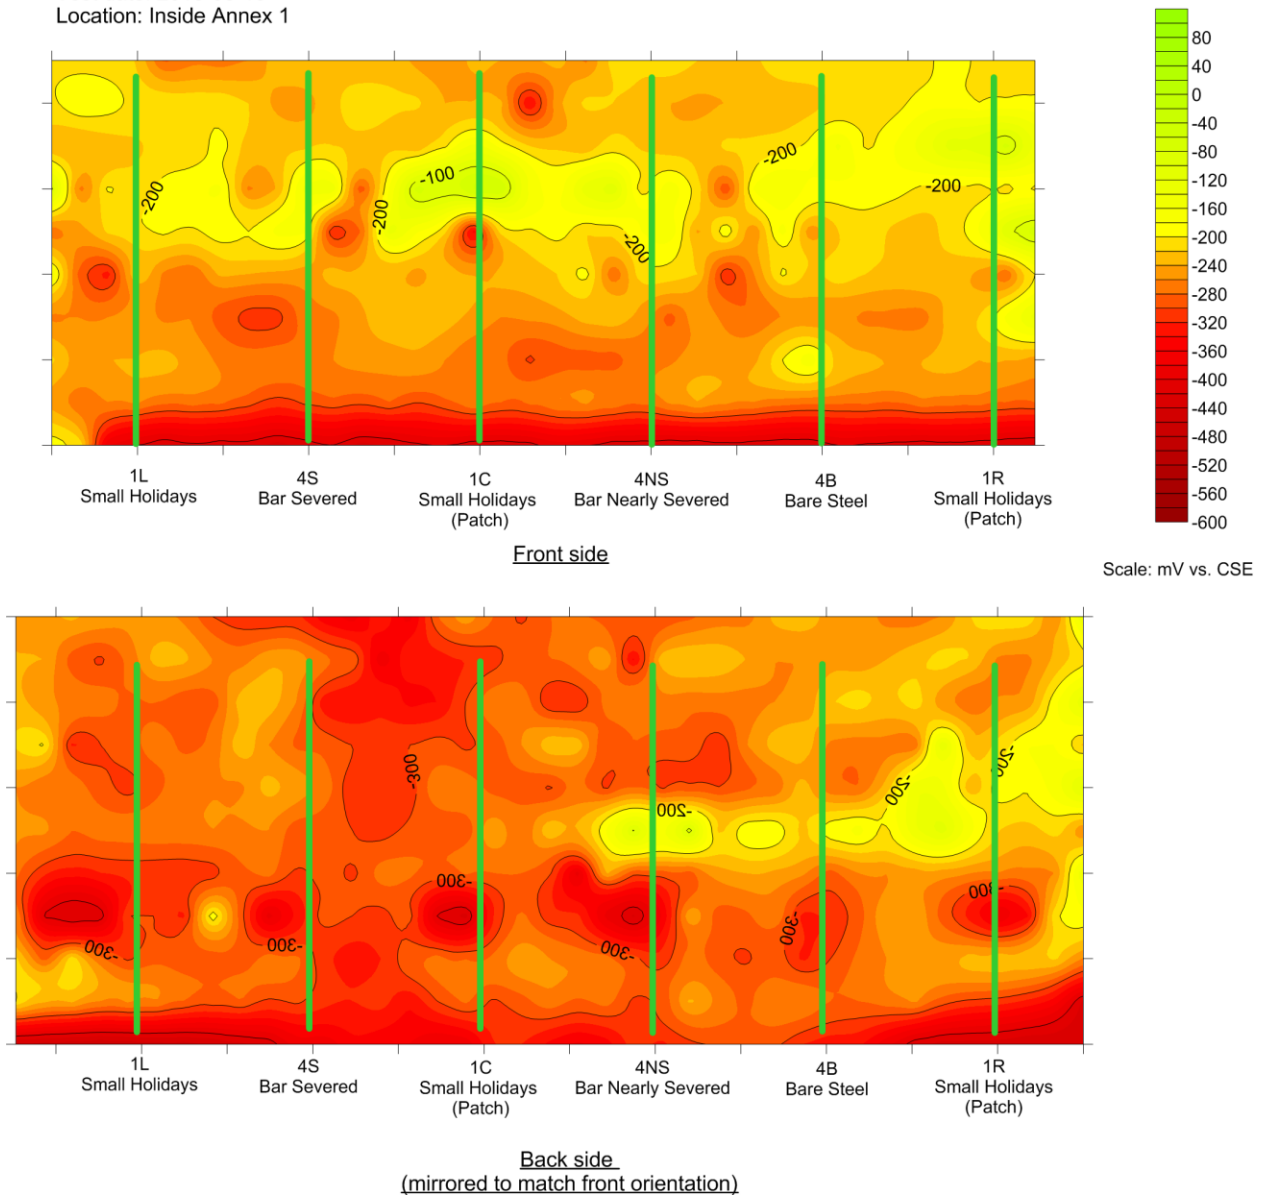 Location: Inside Annex 1
-200
-100
-200
-200
-200
-200
1L
Small Holidays
4S
Bar Severed
1C
Small Holidays
(Patch)
4NS
Bar Nearly Severed
4B
Bare Steel
1R
Small Holidays
(Patch)
Front side
80
40
0
-40
-80
-120
-160
-200
-240
-280
-320
-360
-400
-440
-480
-520
-560
-600
Scale: mV vs. CSE
-300
-200
-200
-200
-300
-300
-300
-300
-300
-300
1L
Small Holidays
4S
Bar Severed
1C
Small Holidays
(Patch)
4NS
Bar Nearly Severed
4B
Bare Steel
1R
Small Holidays
(Patch)
Back side
(mirrored to match front orientation)